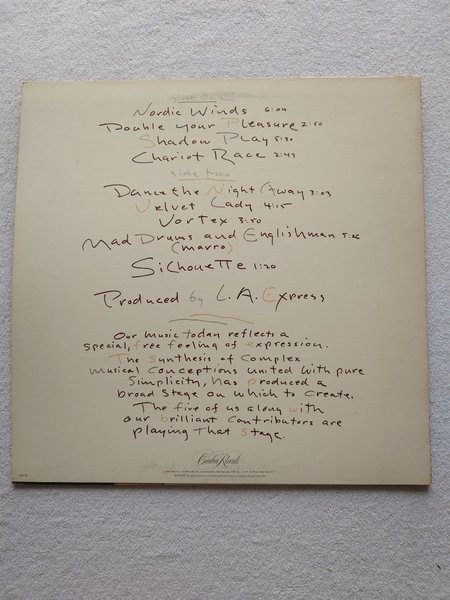 Side One
Nordic Winds 6:04
Double your Pleasure 2:50
Shadow Play 5:30
Chariot Race 2:43
Side two
Dance the Night Away 3:03
Velvet Lady 4:15
Vortex 3:50
Mad Drums and Englishman
(mavro)
Silhouette 1:20
Produced by L.A. Express
Our music today reflects a
special, free feeling of expression.
The synthesis of complex
musical conceptions united with pure
Simplicity, has produced a
broad stage on which to create.
The five of us along with
our brilliant contributors are
playing that stage.
Caribou Records